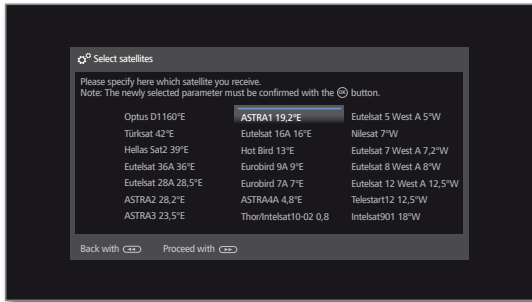 Select satellites
Please specify here which satellite you receive.
Note: The newly selected parameter must be confirmed with the OK button.
Optus D1160°E ASTRA1 19,2°E Eutelsat 5 West A 5°W
Türksat 42°E Eutelsat 16A 16°E Nilesat 7°W
Hellas Sat2 39°E Hot Bird 13°E Eutelsat 7 West A 7,2°W
Eutelsat 36A 36°E Eurobird 9A 9°E Eutelsat 8 West A 8°W
Eutelsat 28A 28,5°E Eurobird 7A 7°E Eutelsat 12 West A 12,5°W
ASTRA2 28,2°E ASTRA4A 4,8°E Telestart12 12,5°W
ASTRA3 23,5°E Thor/Intelsat10-02 0,8 Intelsat901 18°W
Back with Proceed with